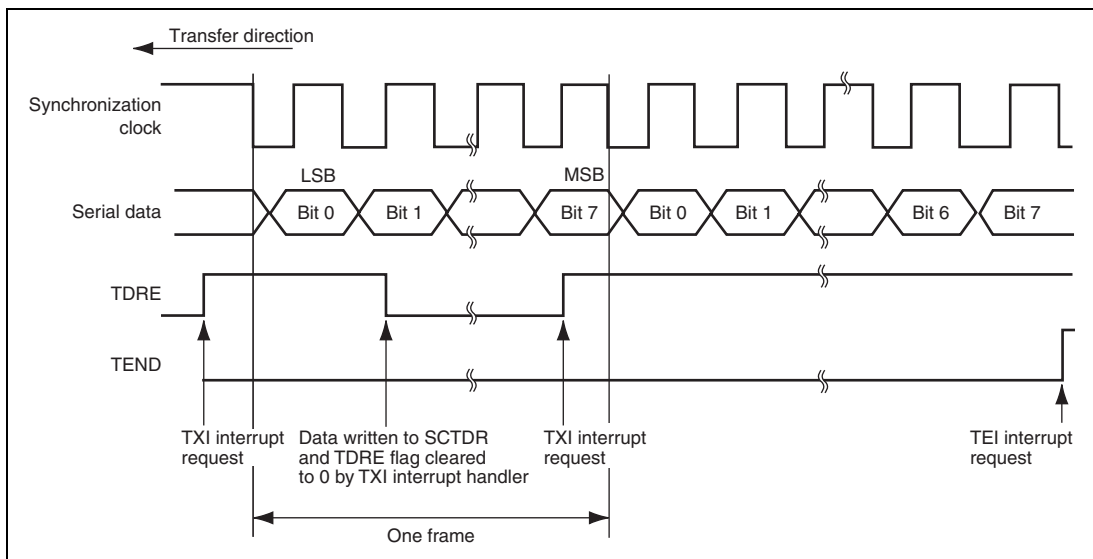 Transfer direction
Synchronization
clock
LSB
MSB
Serial data
Bit 0
Bit 1
Bit 7
Bit 0
Bit 1
Bit 6
Bit 7
TDRE
TEND
TXI interrupt
request
Data written to SCTDR
and TDRE flag cleared
to 0 by TXI interrupt handler
TXI interrupt
request
TEI interrupt
request
One frame